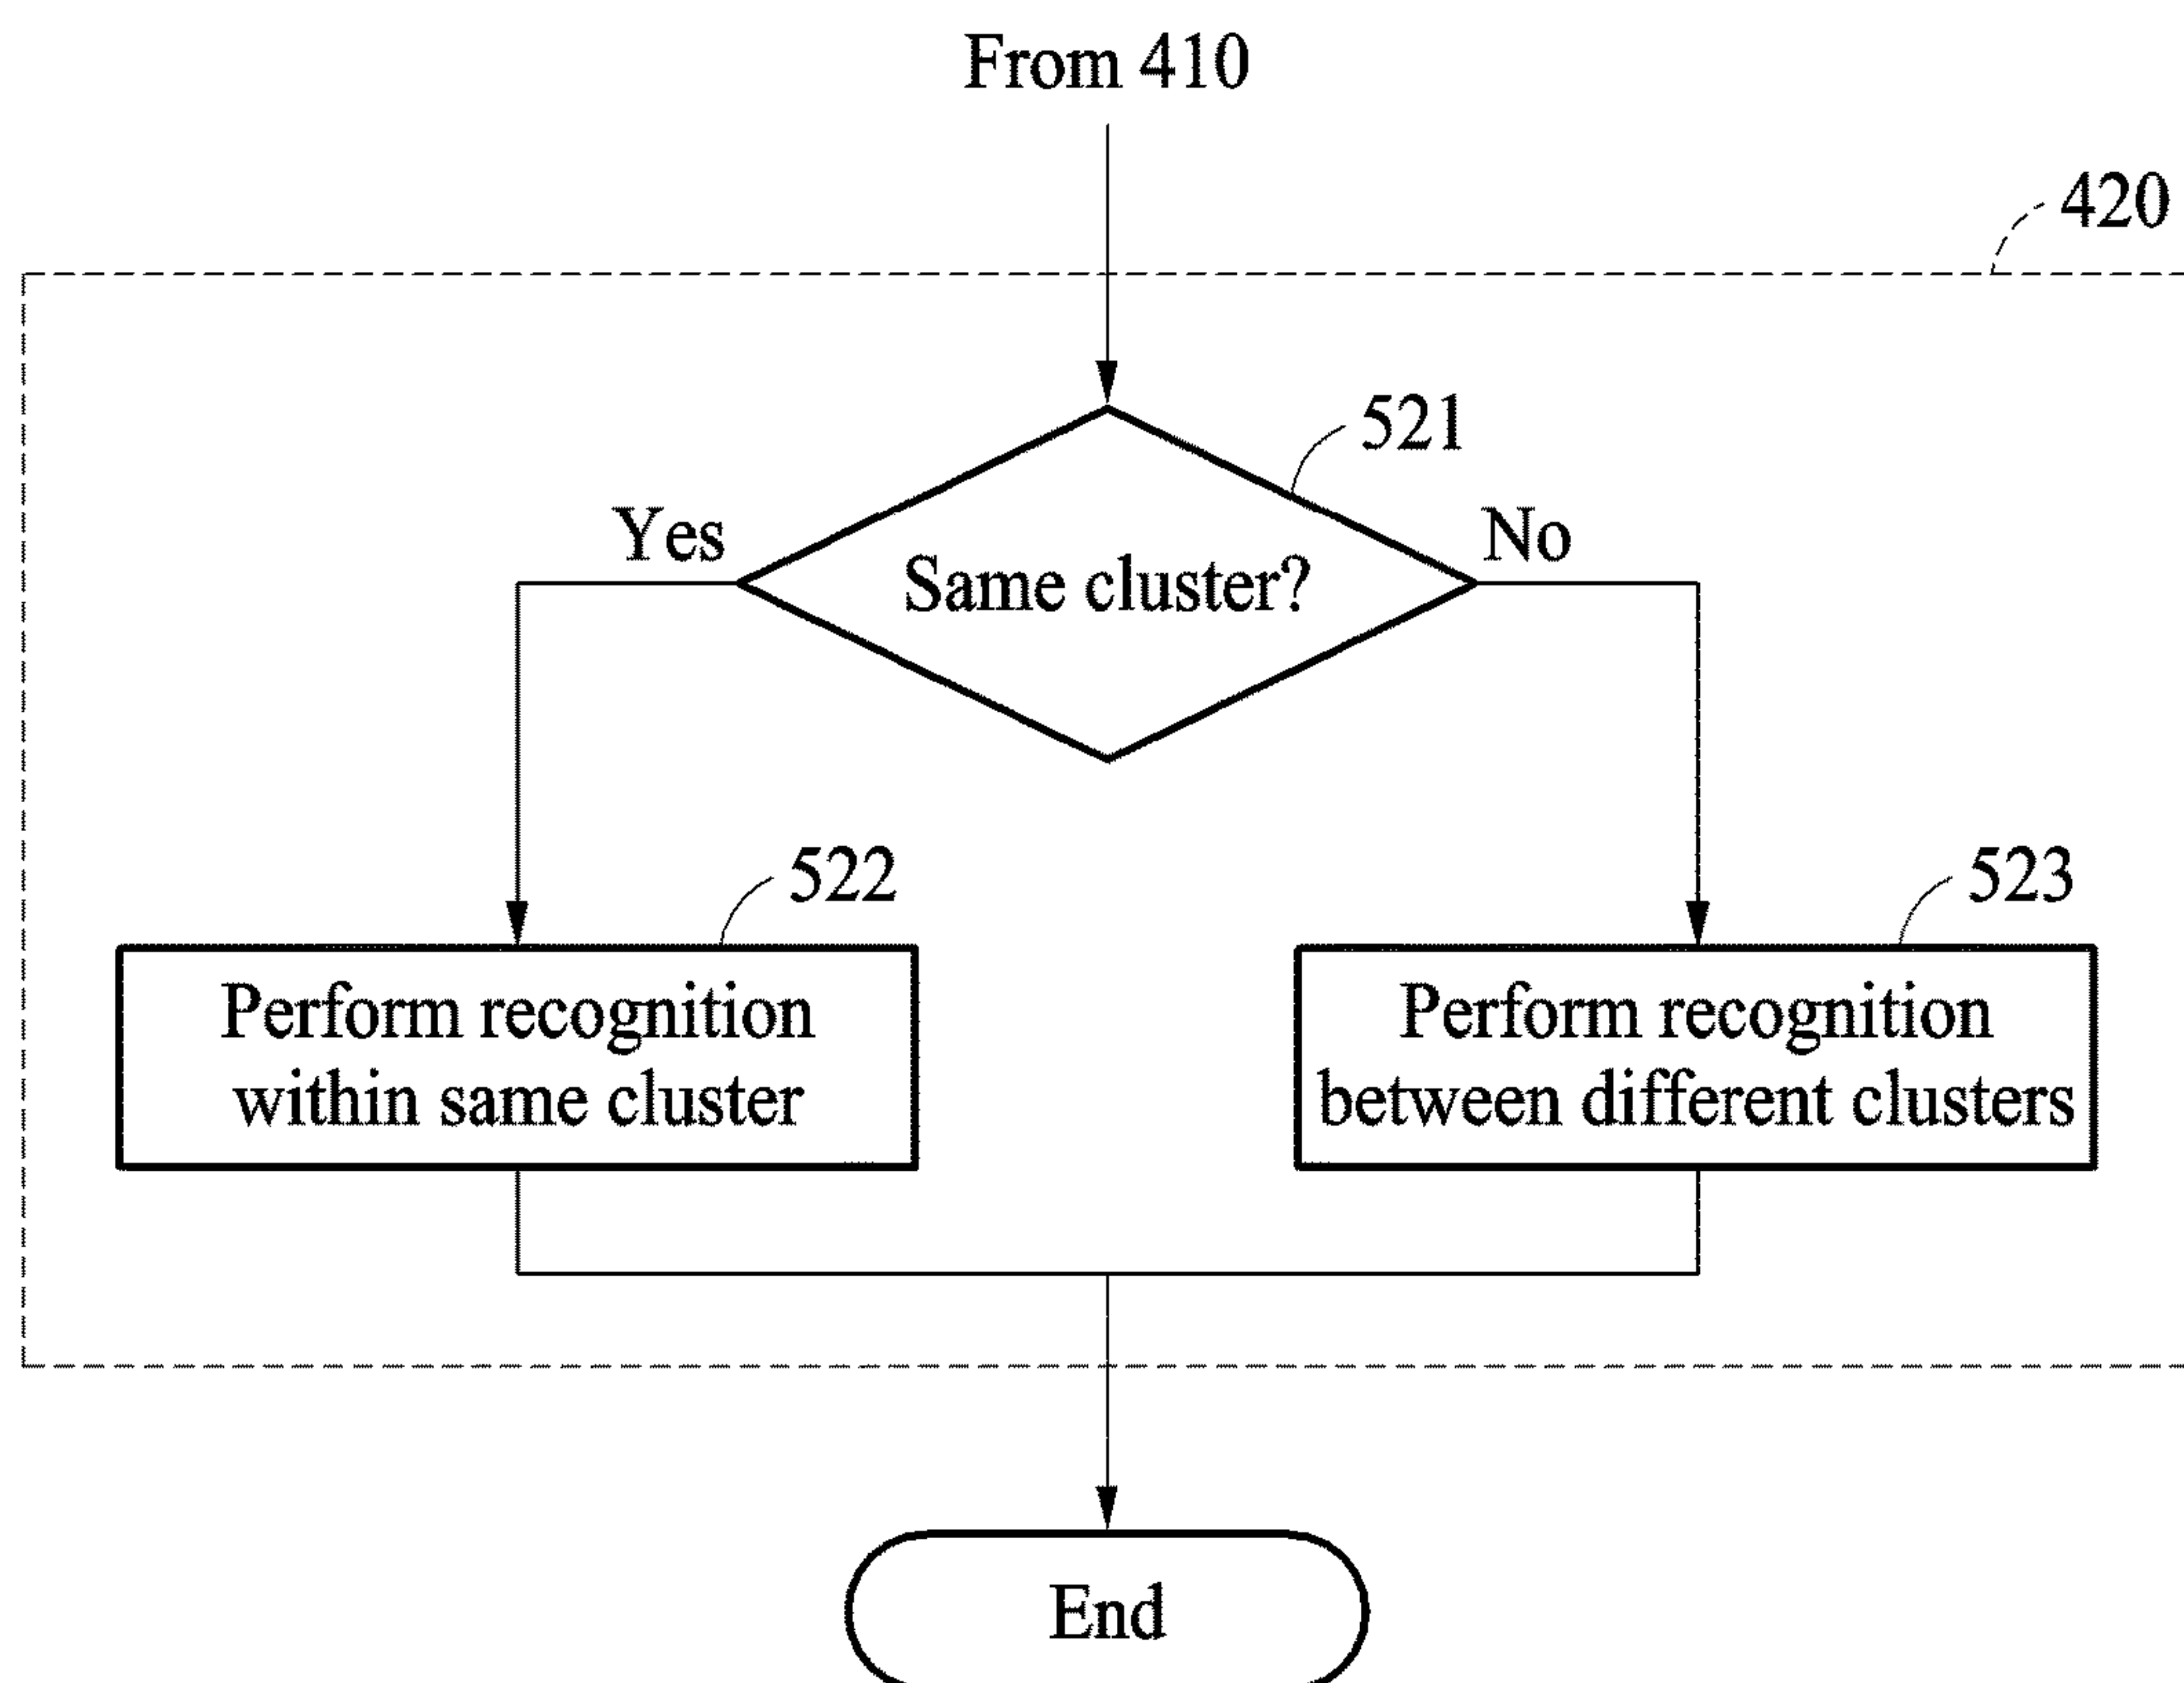 From 410
420
521
Yes
No
Same cluster?
522
523
Perform recognition
within same cluster
Perform recognition
between different clusters
End